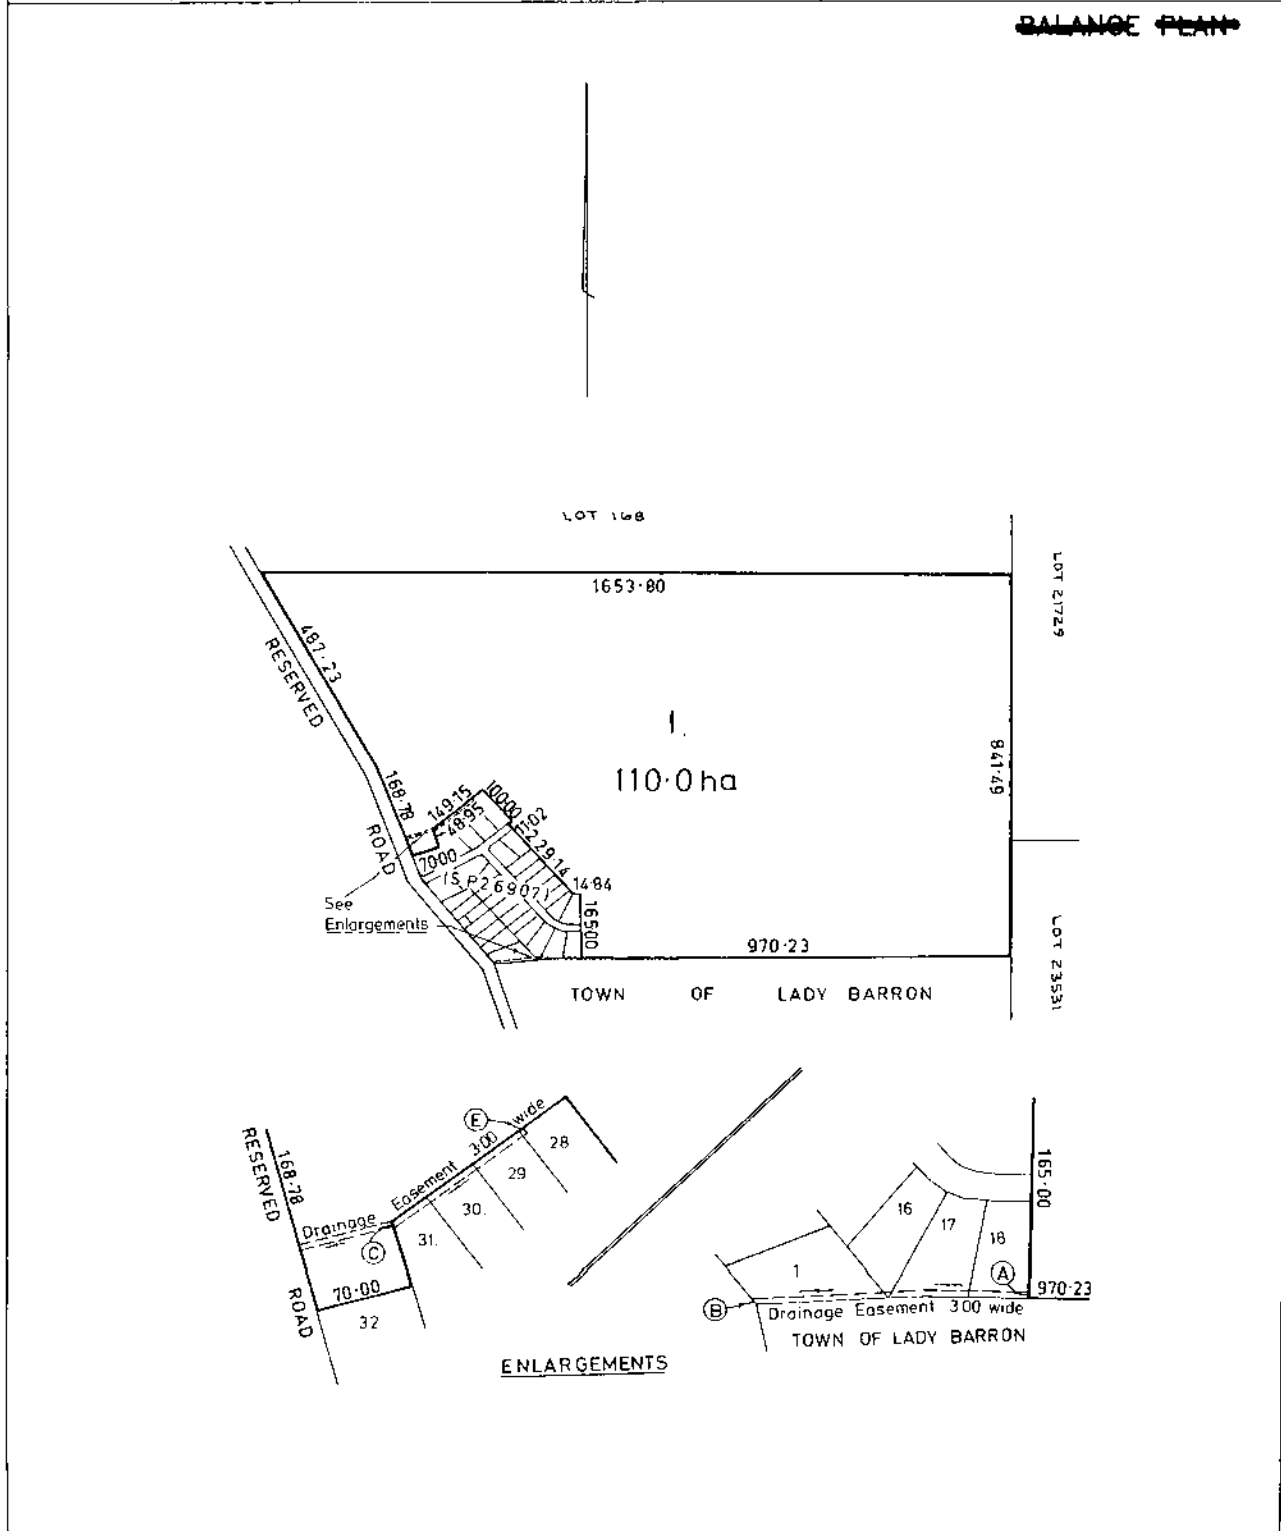 BALANCE PLAN
LOT 168
1653·80
LOT 21729
487·23
RESERVED
ROAD
1.
110·0 ha
841·49
168·78
149·15
48·95
100·00
11·02
229·14
70·00
(S.P26907)
14·84
165·00
See
Enlargements
970·23
TOWN OF LADY BARRON
LOT 23531
RESERVED
ROAD
168·78
Drainage Easement 3·00 wide
E
28
29
30.
31.
C
70·00
32
165·00
16
17
18
1
A
B
970·23
Drainage Easement 3·00 wide
TOWN OF LADY BARRON
ENLARGEMENTS